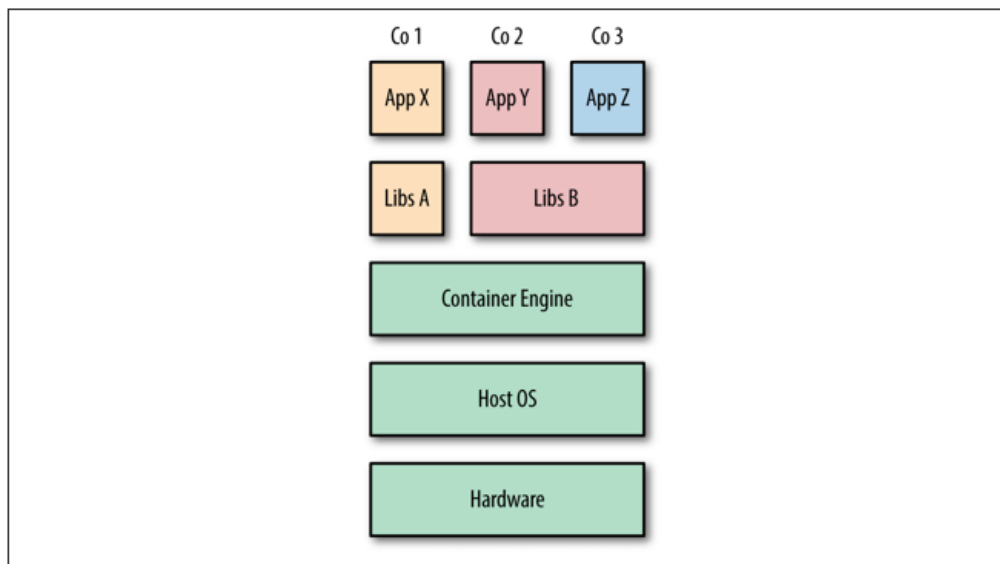 Co 1 Co 2 Co 3
App X App Y App Z
Libs A Libs B
Container Engine
Host OS
Hardware